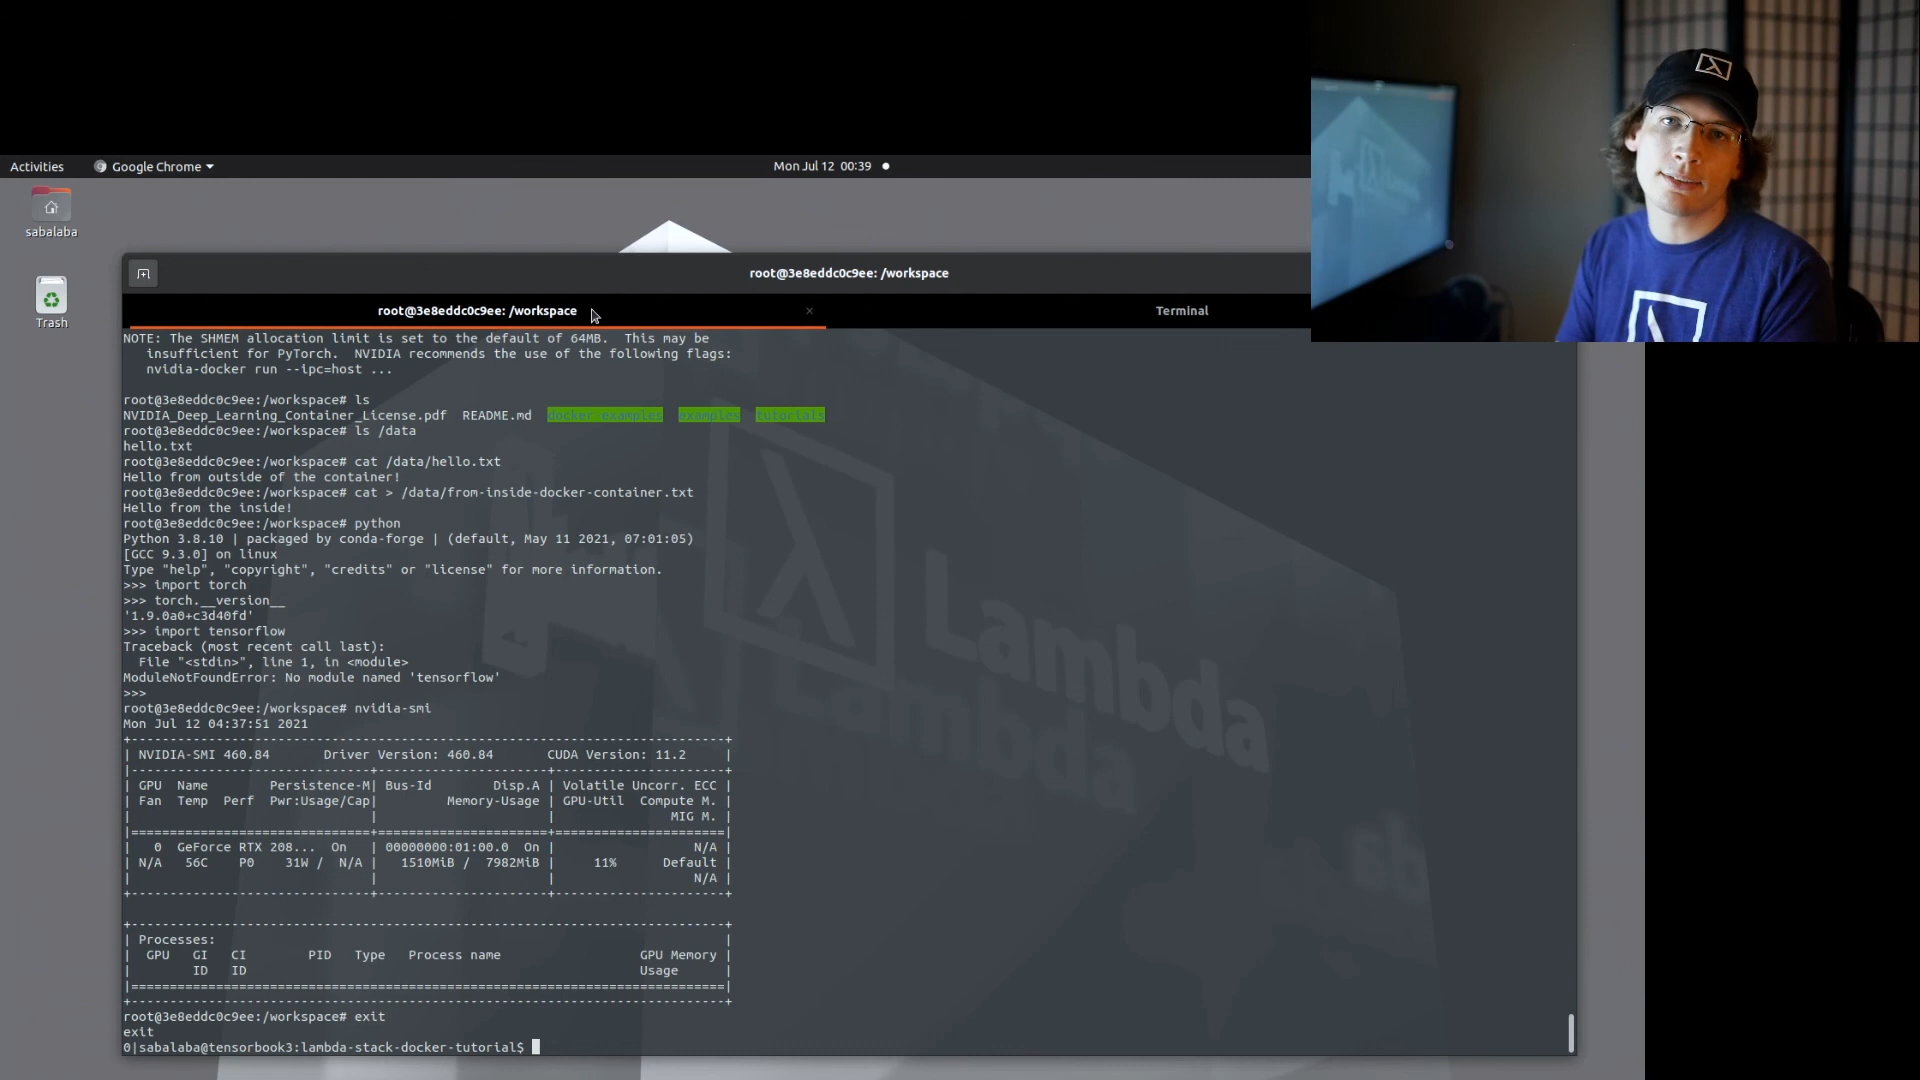 Activities
Google Chrome
Mon Jul 12 00:39
sabalaba
Trash
root@3e8eddc0c9ee: /workspace
root@3e8eddc0c9ee: /workspace
Terminal
NOTE: The SHMEM allocation limit is set to the default of 64MB.  This may be
   insufficient for PyTorch.  NVIDIA recommends the use of the following flags:
   nvidia-docker run --ipc=host ...
root@3e8eddc0c9ee:/workspace# ls
NVIDIA_Deep_Learning_Container_License.pdf  README.md  docker-examples  examples  tutorials
root@3e8eddc0c9ee:/workspace# ls /data
hello.txt
root@3e8eddc0c9ee:/workspace# cat /data/hello.txt
Hello from outside of the container!
root@3e8eddc0c9ee:/workspace# cat > /data/from-inside-docker-container.txt
Hello from the inside!
root@3e8eddc0c9ee:/workspace# python
Python 3.8.10 | packaged by conda-forge | (default, May 11 2021, 07:01:05)
[GCC 9.3.0] on linux
Type "help", "copyright", "credits" or "license" for more information.
>>> import torch
>>> torch.__version__
'1.9.0a0+c3d40fd'
>>> import tensorflow
Traceback (most recent call last):
  File "<stdin>", line 1, in <module>
ModuleNotFoundError: No module named 'tensorflow'
>>>
root@3e8eddc0c9ee:/workspace# nvidia-smi
Mon Jul 12 04:37:51 2021
+-----------------------------------------------------------------------------+
| NVIDIA-SMI 460.84       Driver Version: 460.84       CUDA Version: 11.2     |
|-------------------------------+----------------------+----------------------+
| GPU  Name        Persistence-M| Bus-Id        Disp.A | Volatile Uncorr. ECC |
| Fan  Temp  Perf  Pwr:Usage/Cap|         Memory-Usage | GPU-Util  Compute M. |
|                               |                      |               MIG M. |
|===============================+======================+======================|
|   0  GeForce RTX 208...  On   | 00000000:01:00.0  On |                  N/A |
| N/A   56C    P0    31W /  N/A |   1510MiB /  7982MiB |     11%      Default |
|                               |                      |                  N/A |
+-------------------------------+----------------------+----------------------+
+-----------------------------------------------------------------------------+
| Processes:                                                                  |
|  GPU   GI   CI        PID   Type   Process name                  GPU Memory |
|        ID   ID                                                   Usage      |
|=============================================================================|
+-----------------------------------------------------------------------------+
root@3e8eddc0c9ee:/workspace# exit
exit
0|sabalaba@tensorbook3:lambda-stack-docker-tutorial$
Lambda
Lambda